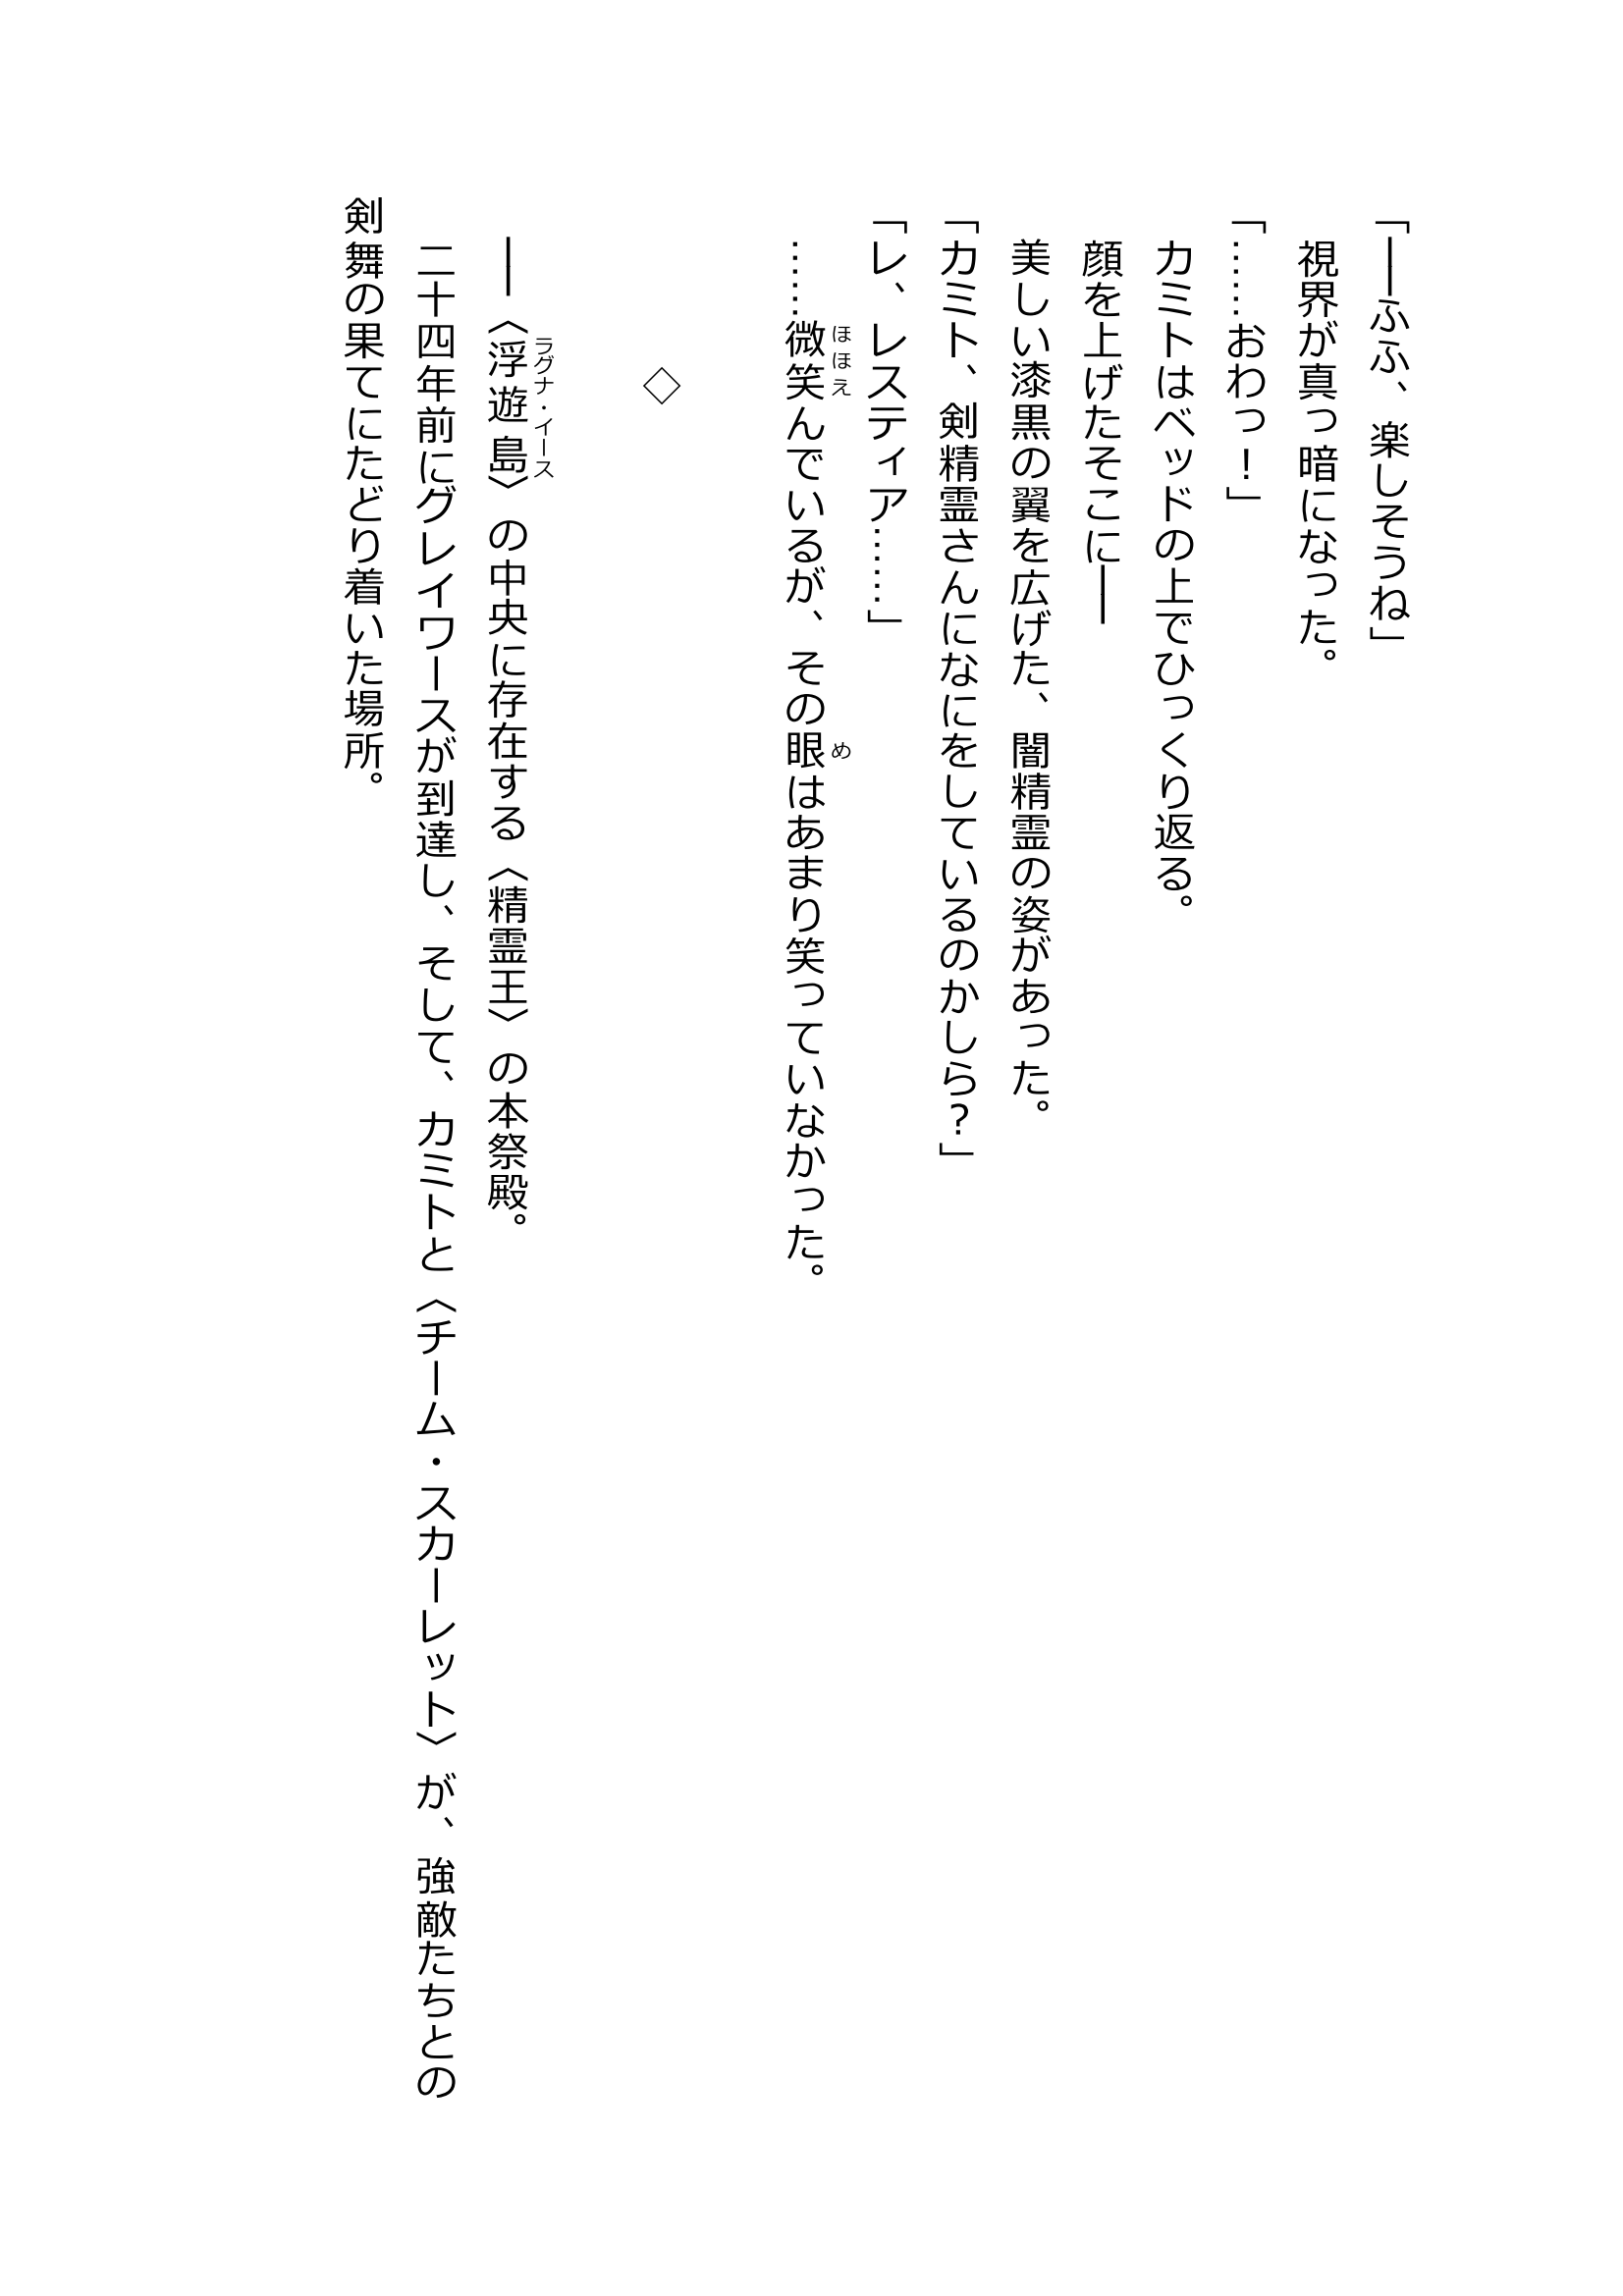 「――ふふ、楽しそうね」
視界が真っ暗になった。
「……おわっ！」
カミトはベッドの上でひっくり返る。
顔を上げたそこに――
美しい漆黒の翼を広げた、闇精霊の姿があった。
「カミト、剣精霊さんになにをしているのかしら？」
「レ、レスティア……」
ほほえ　め
……微笑んでいるが、その眼はあまり笑っていなかった。
◇
ラグナ・イース
――〈浮遊島〉の中央に存在する〈精霊王〉の本祭殿。
二十四年前にグレイワースが到達し、そして、カミトと〈チーム・スカーレット〉が、強敵たちとの
剣舞の果てにたどり着いた場所。